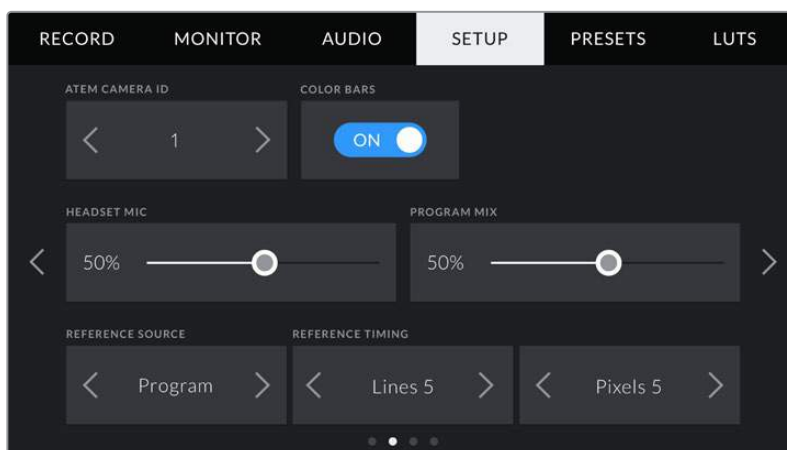 RECORD MONITOR AUDIO SETUP PRESETS LUTS
ATEM CAMERA ID COLOR BARS
1 ON
HEADSET MIC PROGRAM MIX
50% 50%
REFERENCE SOURCE REFERENCE TIMING
Program Lines 5 Pixels 5